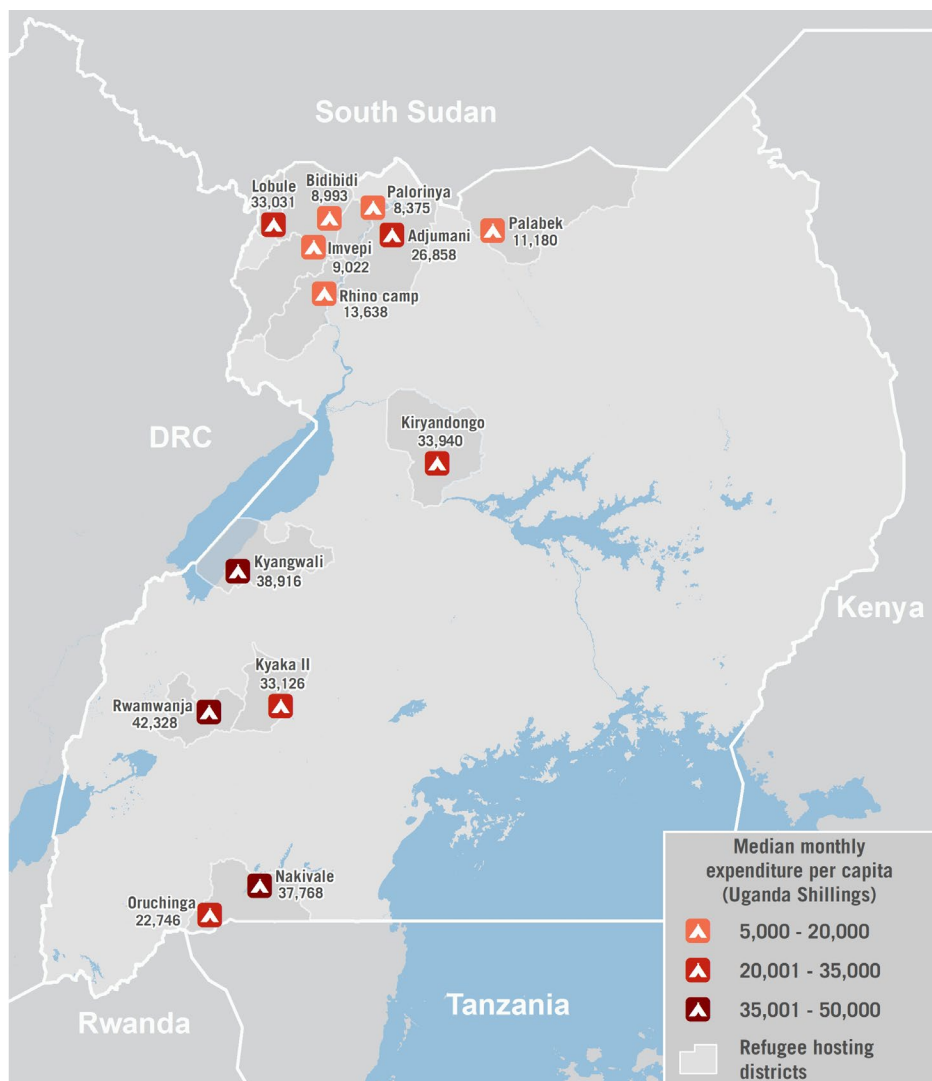 South Sudan
Bidibidi
8,993
Lobule
33,031
Palorinya
8,375
Palabek
11,180
Adjumani
26,858
Imvepi
9,022
Rhino camp
13,638
DRC
Kiryandongo
33,940
Kyangwali
38,916
Kenya
Kyaka II
33,126
Rwamwanja
42,328
Nakivale
37,768
Oruchinga
22,746
Rwanda
Tanzania
Median monthly
expenditure per capita
(Uganda Shillings)
5,000 - 20,000
20,001 - 35,000
35,001 - 50,000
Refugee hosting
districts